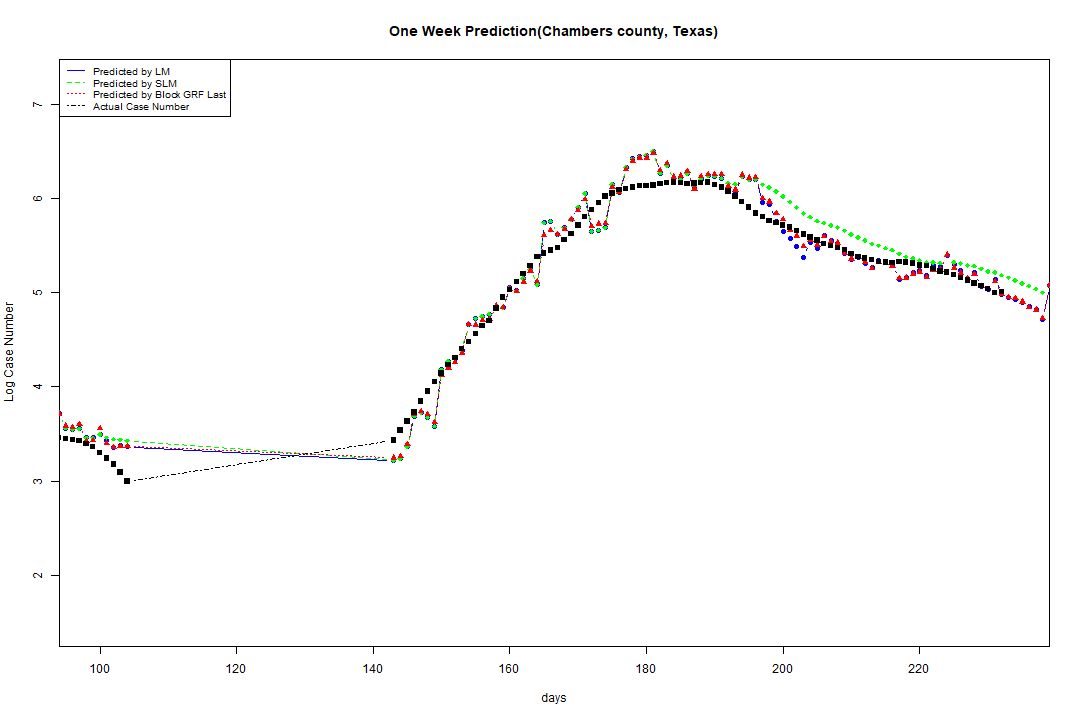 One Week Prediction(Chambers county, Texas)
Predicted by LM
Predicted by SLM
Predicted by Block GRF Last
Actual Case Number
7
6
5
4
3
2
Log Case Number
100 120 140 160 180 200 220
days